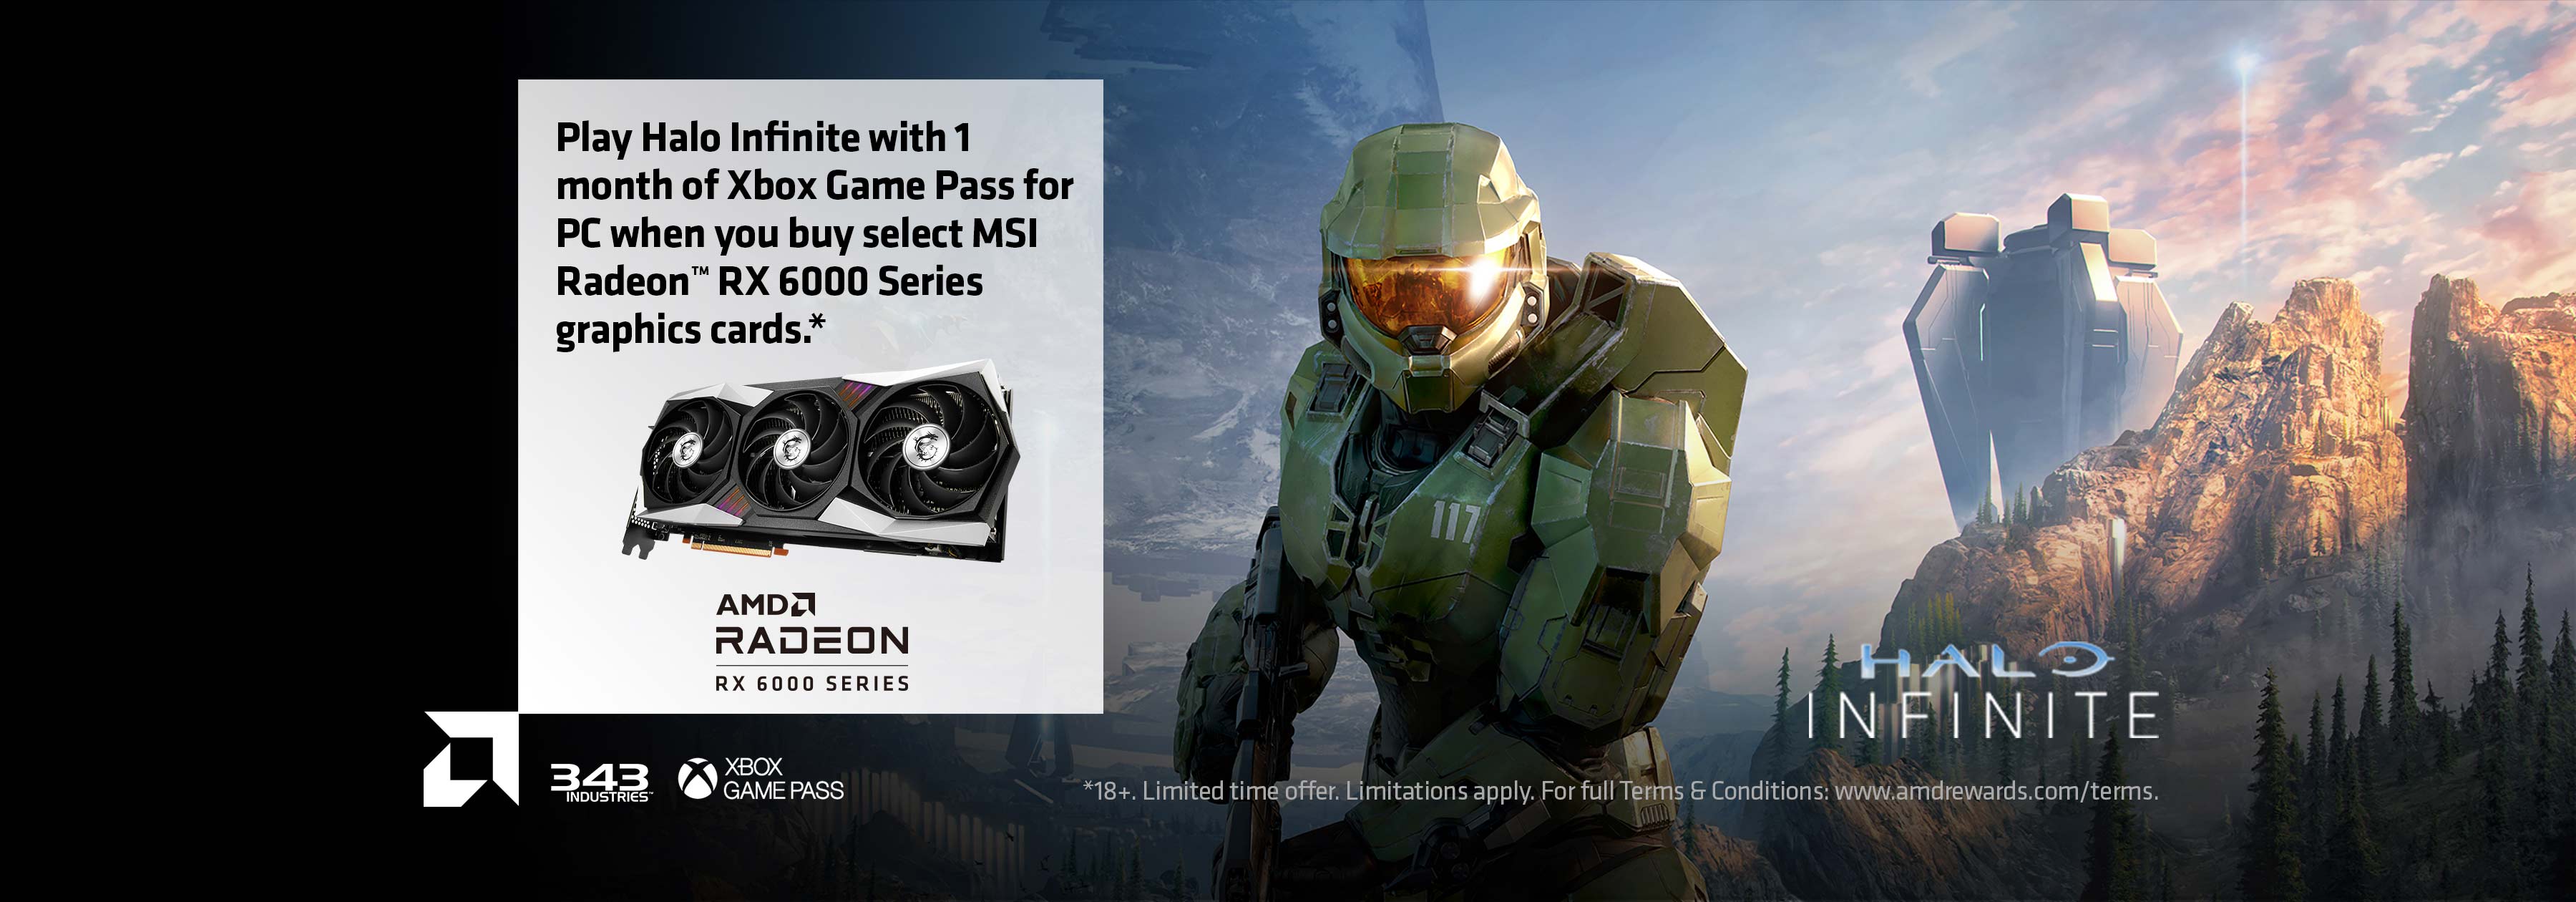 Play Halo Infinite with 1
month of Xbox Game Pass for
PC when you buy select MSI
Radeon™ RX 6000 Series
graphics cards.*
AMD
RADEON
RX 6000 SERIES
117
HALO
INFINITE
343
INDUSTRIES™
XBOX
GAME PASS
*18+. Limited time offer. Limitations apply. For full Terms & Conditions: www.amdrewards.com/terms.